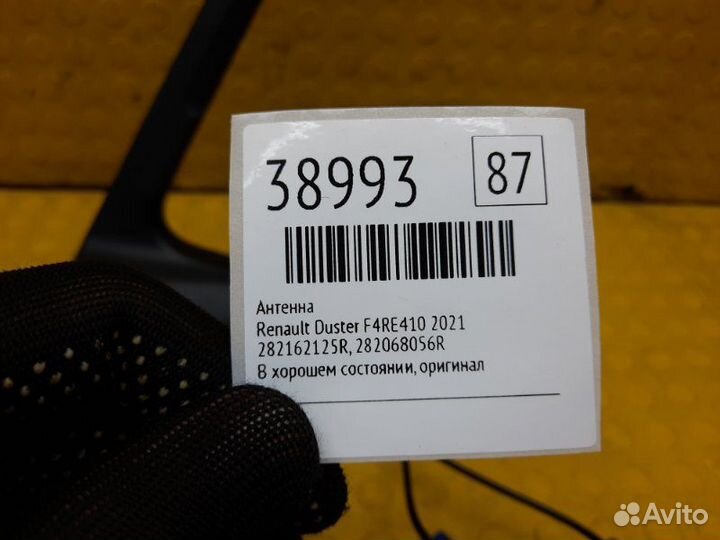 38993
87
Антенна
Renault Duster F4RE410 2021
282162125R, 282068056R
В хорошем состоянии, оригинал
Avito